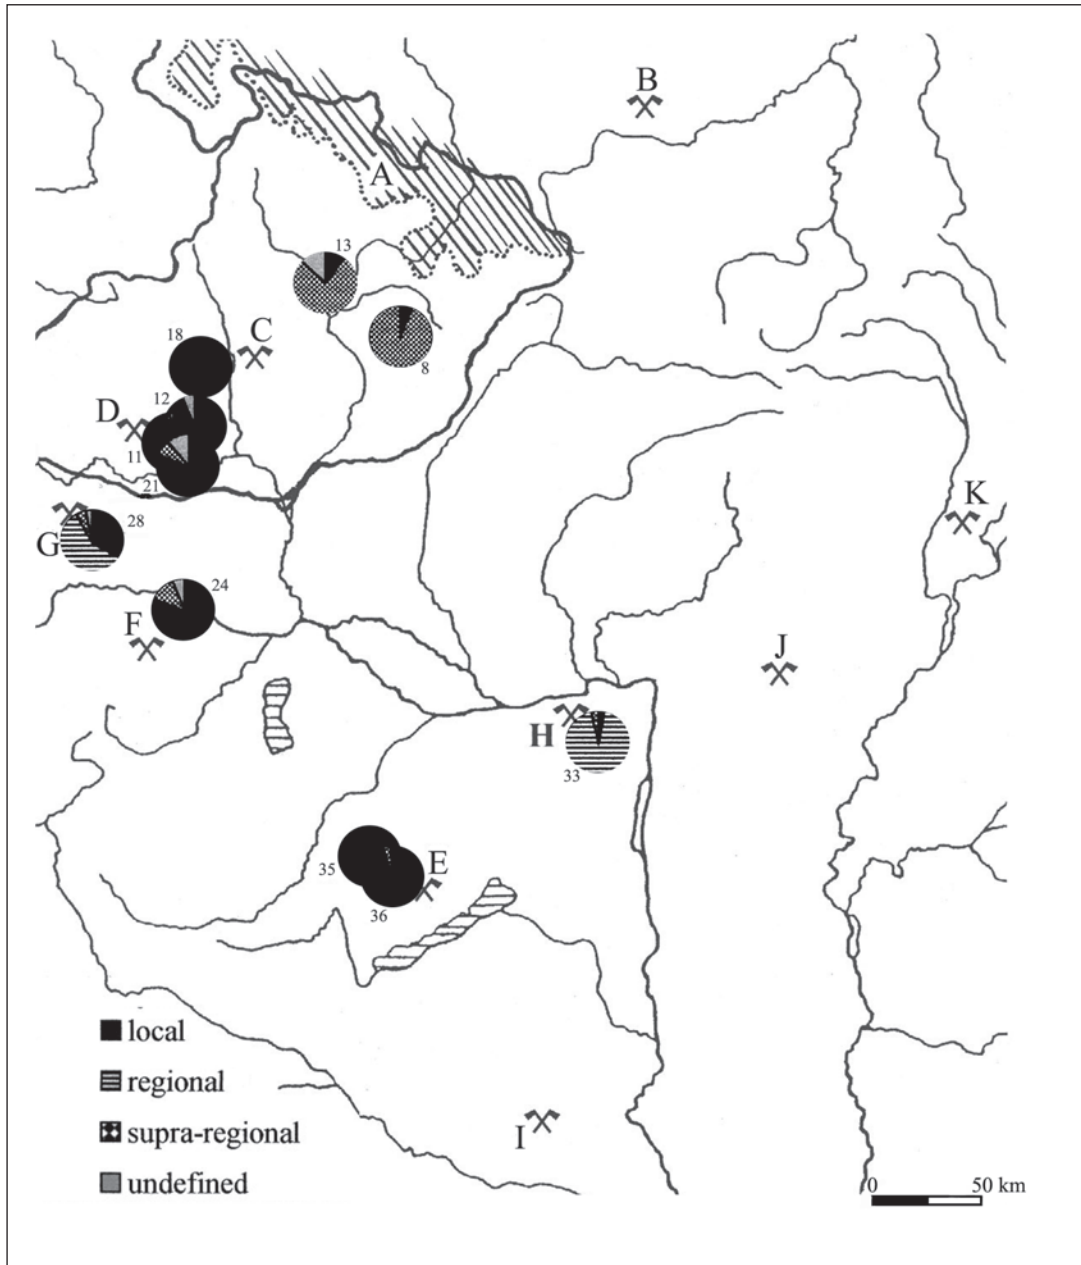 B
A
13
C
18
8
12
D
11
21
K
28
G
24
F
J
H
33
35
E
36
local
regional
supra-regional
undefined
I
0 50 km